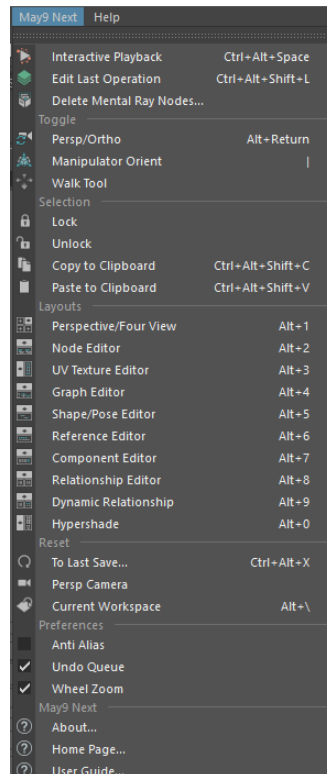 May9 Next Help
Interactive Playback Ctrl+Alt+Space
Edit Last Operation Ctrl+Alt+Shift+L
Delete Mental Ray Nodes...
Toggle
Persp/Ortho Alt+Return
Manipulator Orient |
Walk Tool
Selection
Lock
Unlock
Copy to Clipboard Ctrl+Alt+Shift+C
Paste to Clipboard Ctrl+Alt+Shift+V
Layouts
Perspective/Four View Alt+1
Node Editor Alt+2
UV Texture Editor Alt+3
Graph Editor Alt+4
Shape/Pose Editor Alt+5
Reference Editor Alt+6
Component Editor Alt+7
Relationship Editor Alt+8
Dynamic Relationship Alt+9
Hypershade Alt+0
Reset
To Last Save... Ctrl+Alt+X
Persp Camera
Current Workspace Alt+\
Preferences
Anti Alias
Undo Queue
Wheel Zoom
May9 Next
About...
Home Page...
User Guide...